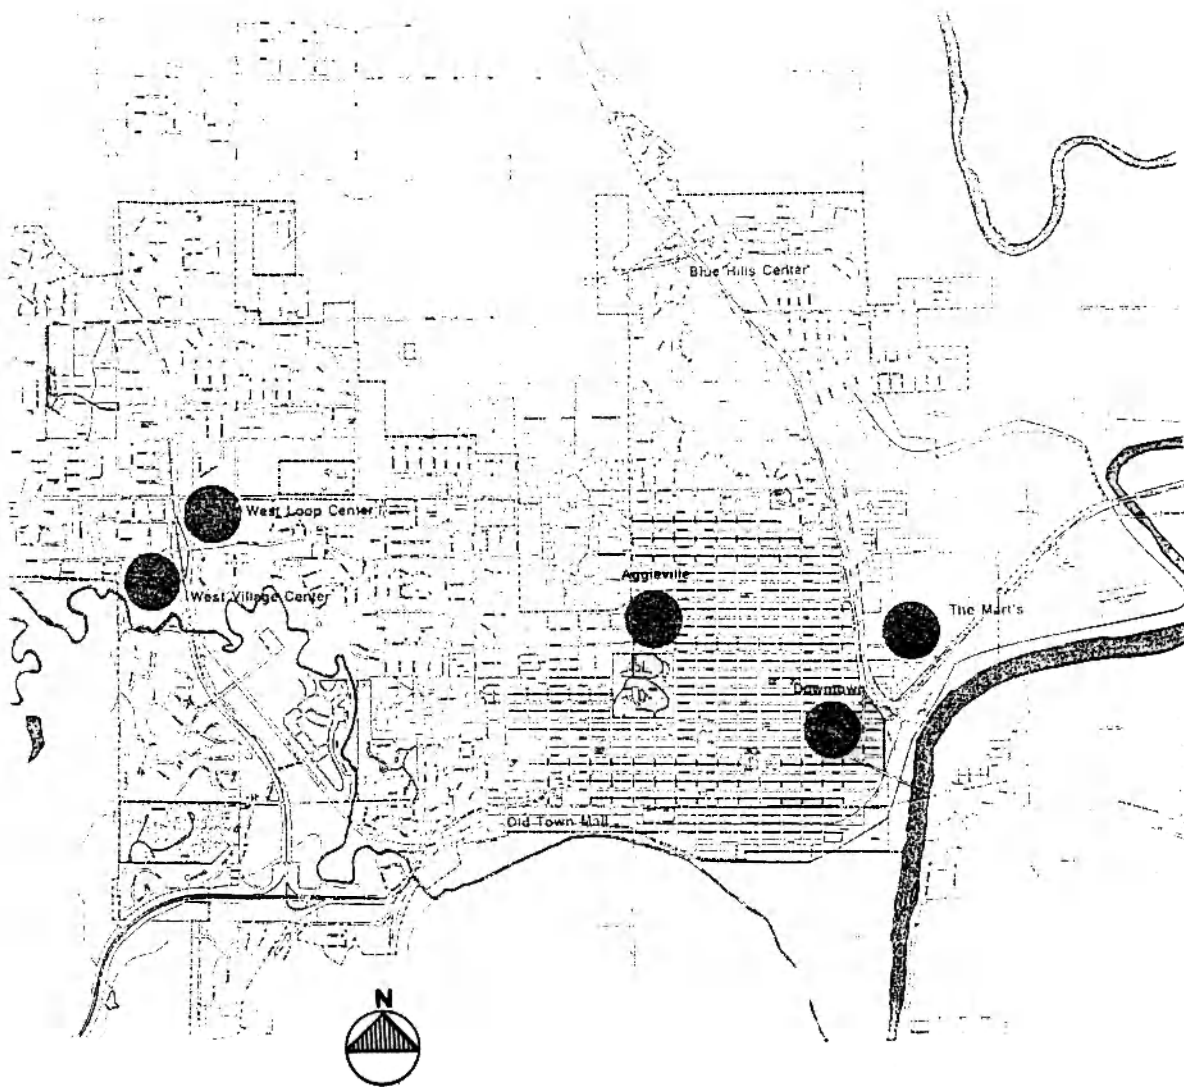 Blue Hills Center
West Loop Center
Aggieville
West Village Center
The Mart's
Downtown
Old Town Mall
N